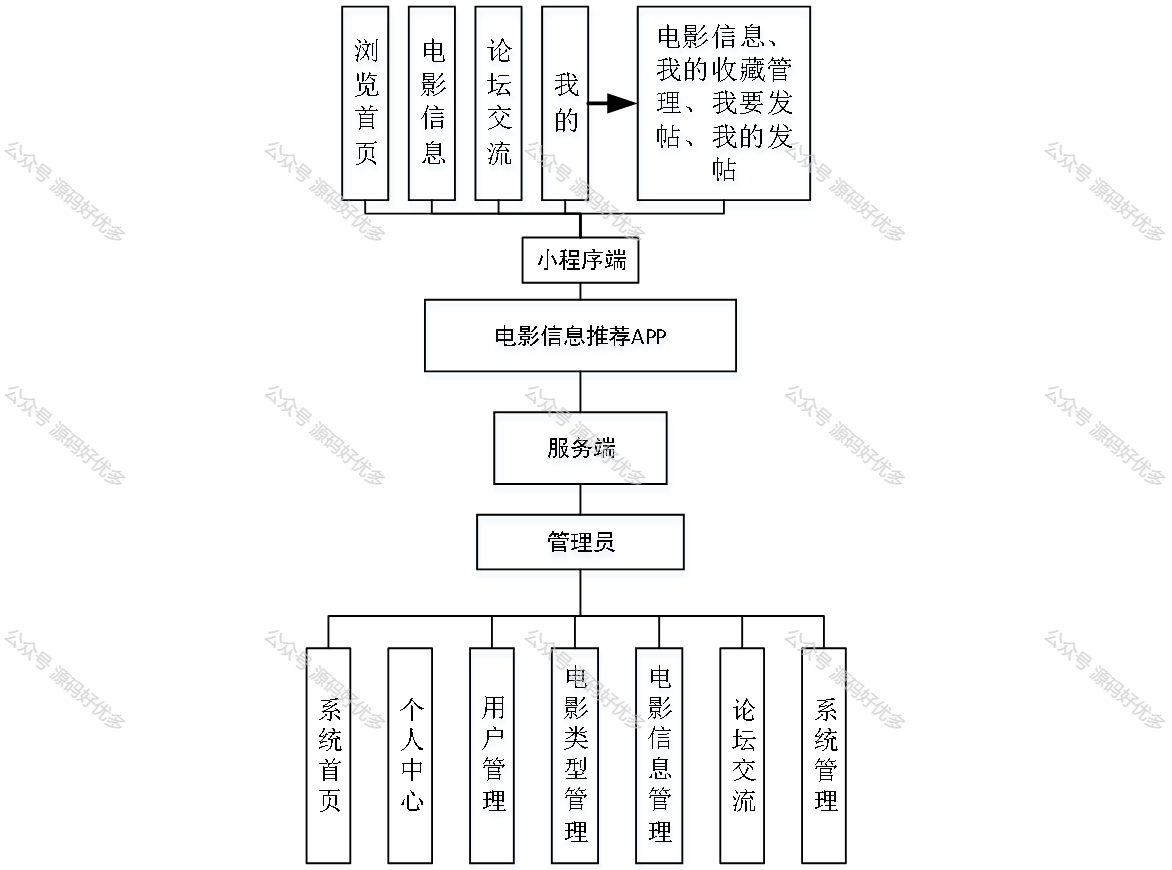 浏览首页
电影信息
论坛交流
我的
电影信息、
我的收藏管
理、我要发
帖、我的发
帖
公众号 源码好优多
公众号 源码好优多
公众号 源码好优多
公众号 源码好优多
公众号 源码好优多
小程序端
电影信息推荐APP
公众号 源码好优多
公众号 源码好优多
公众号 源码好优多
公众号 源码好优多
公众号 源码好优多
服务端
管理员
公众号 源码好优多
公众号 源码好优多
公众号 源码好优多
公众号 源码好优多
公众号 源码好优多
系统首页
个人中心
用户管理
电影类型管理
电影信息管理
论坛交流
系统管理